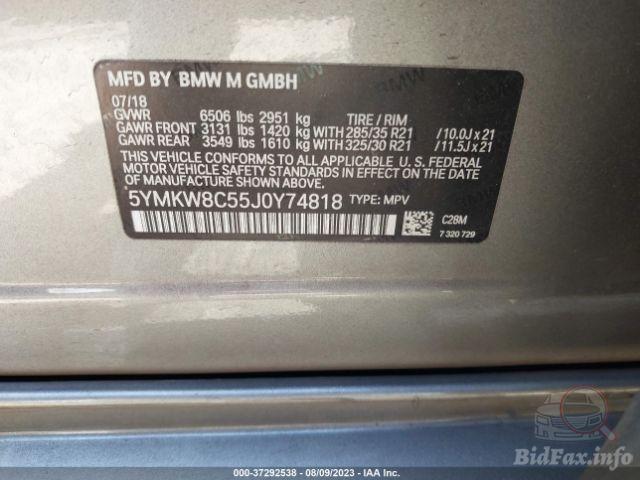 MFD BY BMW M GMBH
07/18
GVWR 6506 lbs 2951 kg TIRE / RIM
GAWR FRONT 3131 lbs 1420 kg WITH 285/35 R21 / 10.0J x 21
GAWR REAR 3549 lbs 1610 kg WITH 325/30 R21 / 11.5J x 21
THIS VEHICLE CONFORMS TO ALL APPLICABLE U. S. FEDERAL
MOTOR VEHICLE SAFETY STANDARDS IN EFFECT ON THE DATE
OF MANUFACTURE SHOWN ABOVE.
5YMKW8C55J0Y74818 TYPE: MPV
C28M
7 320 729
BidFax.info
000-37292538 - 08/09/2023 - IAA Inc.